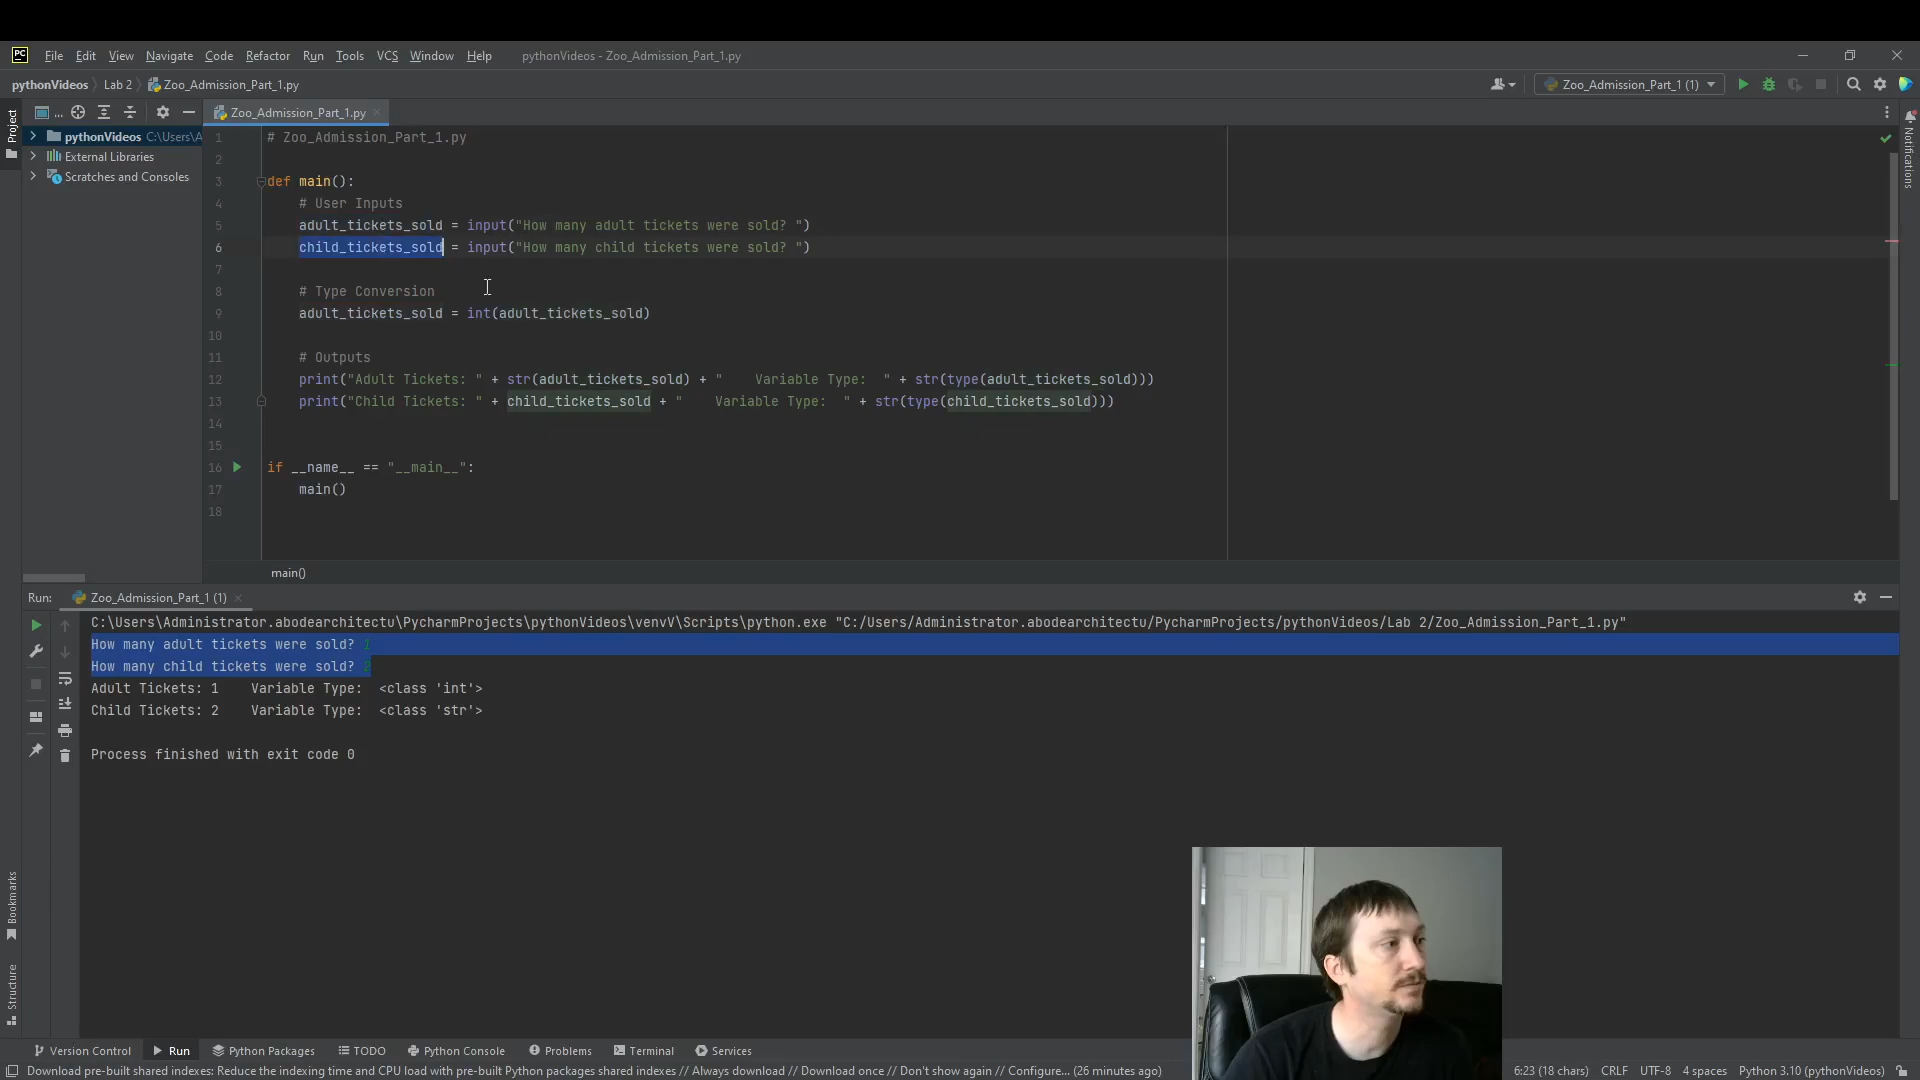 PC File Edit View Navigate Code Refactor Run Tools VCS Window Help pythonVideos - Zoo_Admission_Part_1.py
pythonVideos Lab 2 Zoo_Admission_Part_1.py Zoo_Admission_Part_1 (1)
... Zoo_Admission_Part_1.py
Project
pythonVideos C:\Users\A
External Libraries
Scratches and Consoles
Notifications
1 # Zoo_Admission_Part_1.py
2
3 def main():
4 # User Inputs
5 adult_tickets_sold = input("How many adult tickets were sold? ")
6 child_tickets_sold = input("How many child tickets were sold? ")
7
8 # Type Conversion
9 adult_tickets_sold = int(adult_tickets_sold)
10
11 # Outputs
12 print("Adult Tickets: " + str(adult_tickets_sold) + "    Variable Type:  " + str(type(adult_tickets_sold)))
13 print("Child Tickets: " + child_tickets_sold + "    Variable Type:  " + str(type(child_tickets_sold)))
14
15
16 if __name__ == "__main__":
17 main()
18
main()
Run: Zoo_Admission_Part_1 (1)
C:\Users\Administrator.abodearchitectu\PycharmProjects\pythonVideos\venvV\Scripts\python.exe "C:/Users/Administrator.abodearchitectu/PycharmProjects/pythonVideos/Lab 2/Zoo_Admission_Part_1.py"
How many adult tickets were sold? 1
How many child tickets were sold? 2
Adult Tickets: 1    Variable Type:  <class 'int'>
Child Tickets: 2    Variable Type:  <class 'str'>
Process finished with exit code 0
Bookmarks
Structure
Version Control Run Python Packages TODO Python Console Problems Terminal Services
Download pre-built shared indexes: Reduce the indexing time and CPU load with pre-built Python packages shared indexes // Always download // Download once // Don't show again // Configure... (26 minutes ago) 6:23 (18 chars) CRLF UTF-8 4 spaces Python 3.10 (pythonVideos)